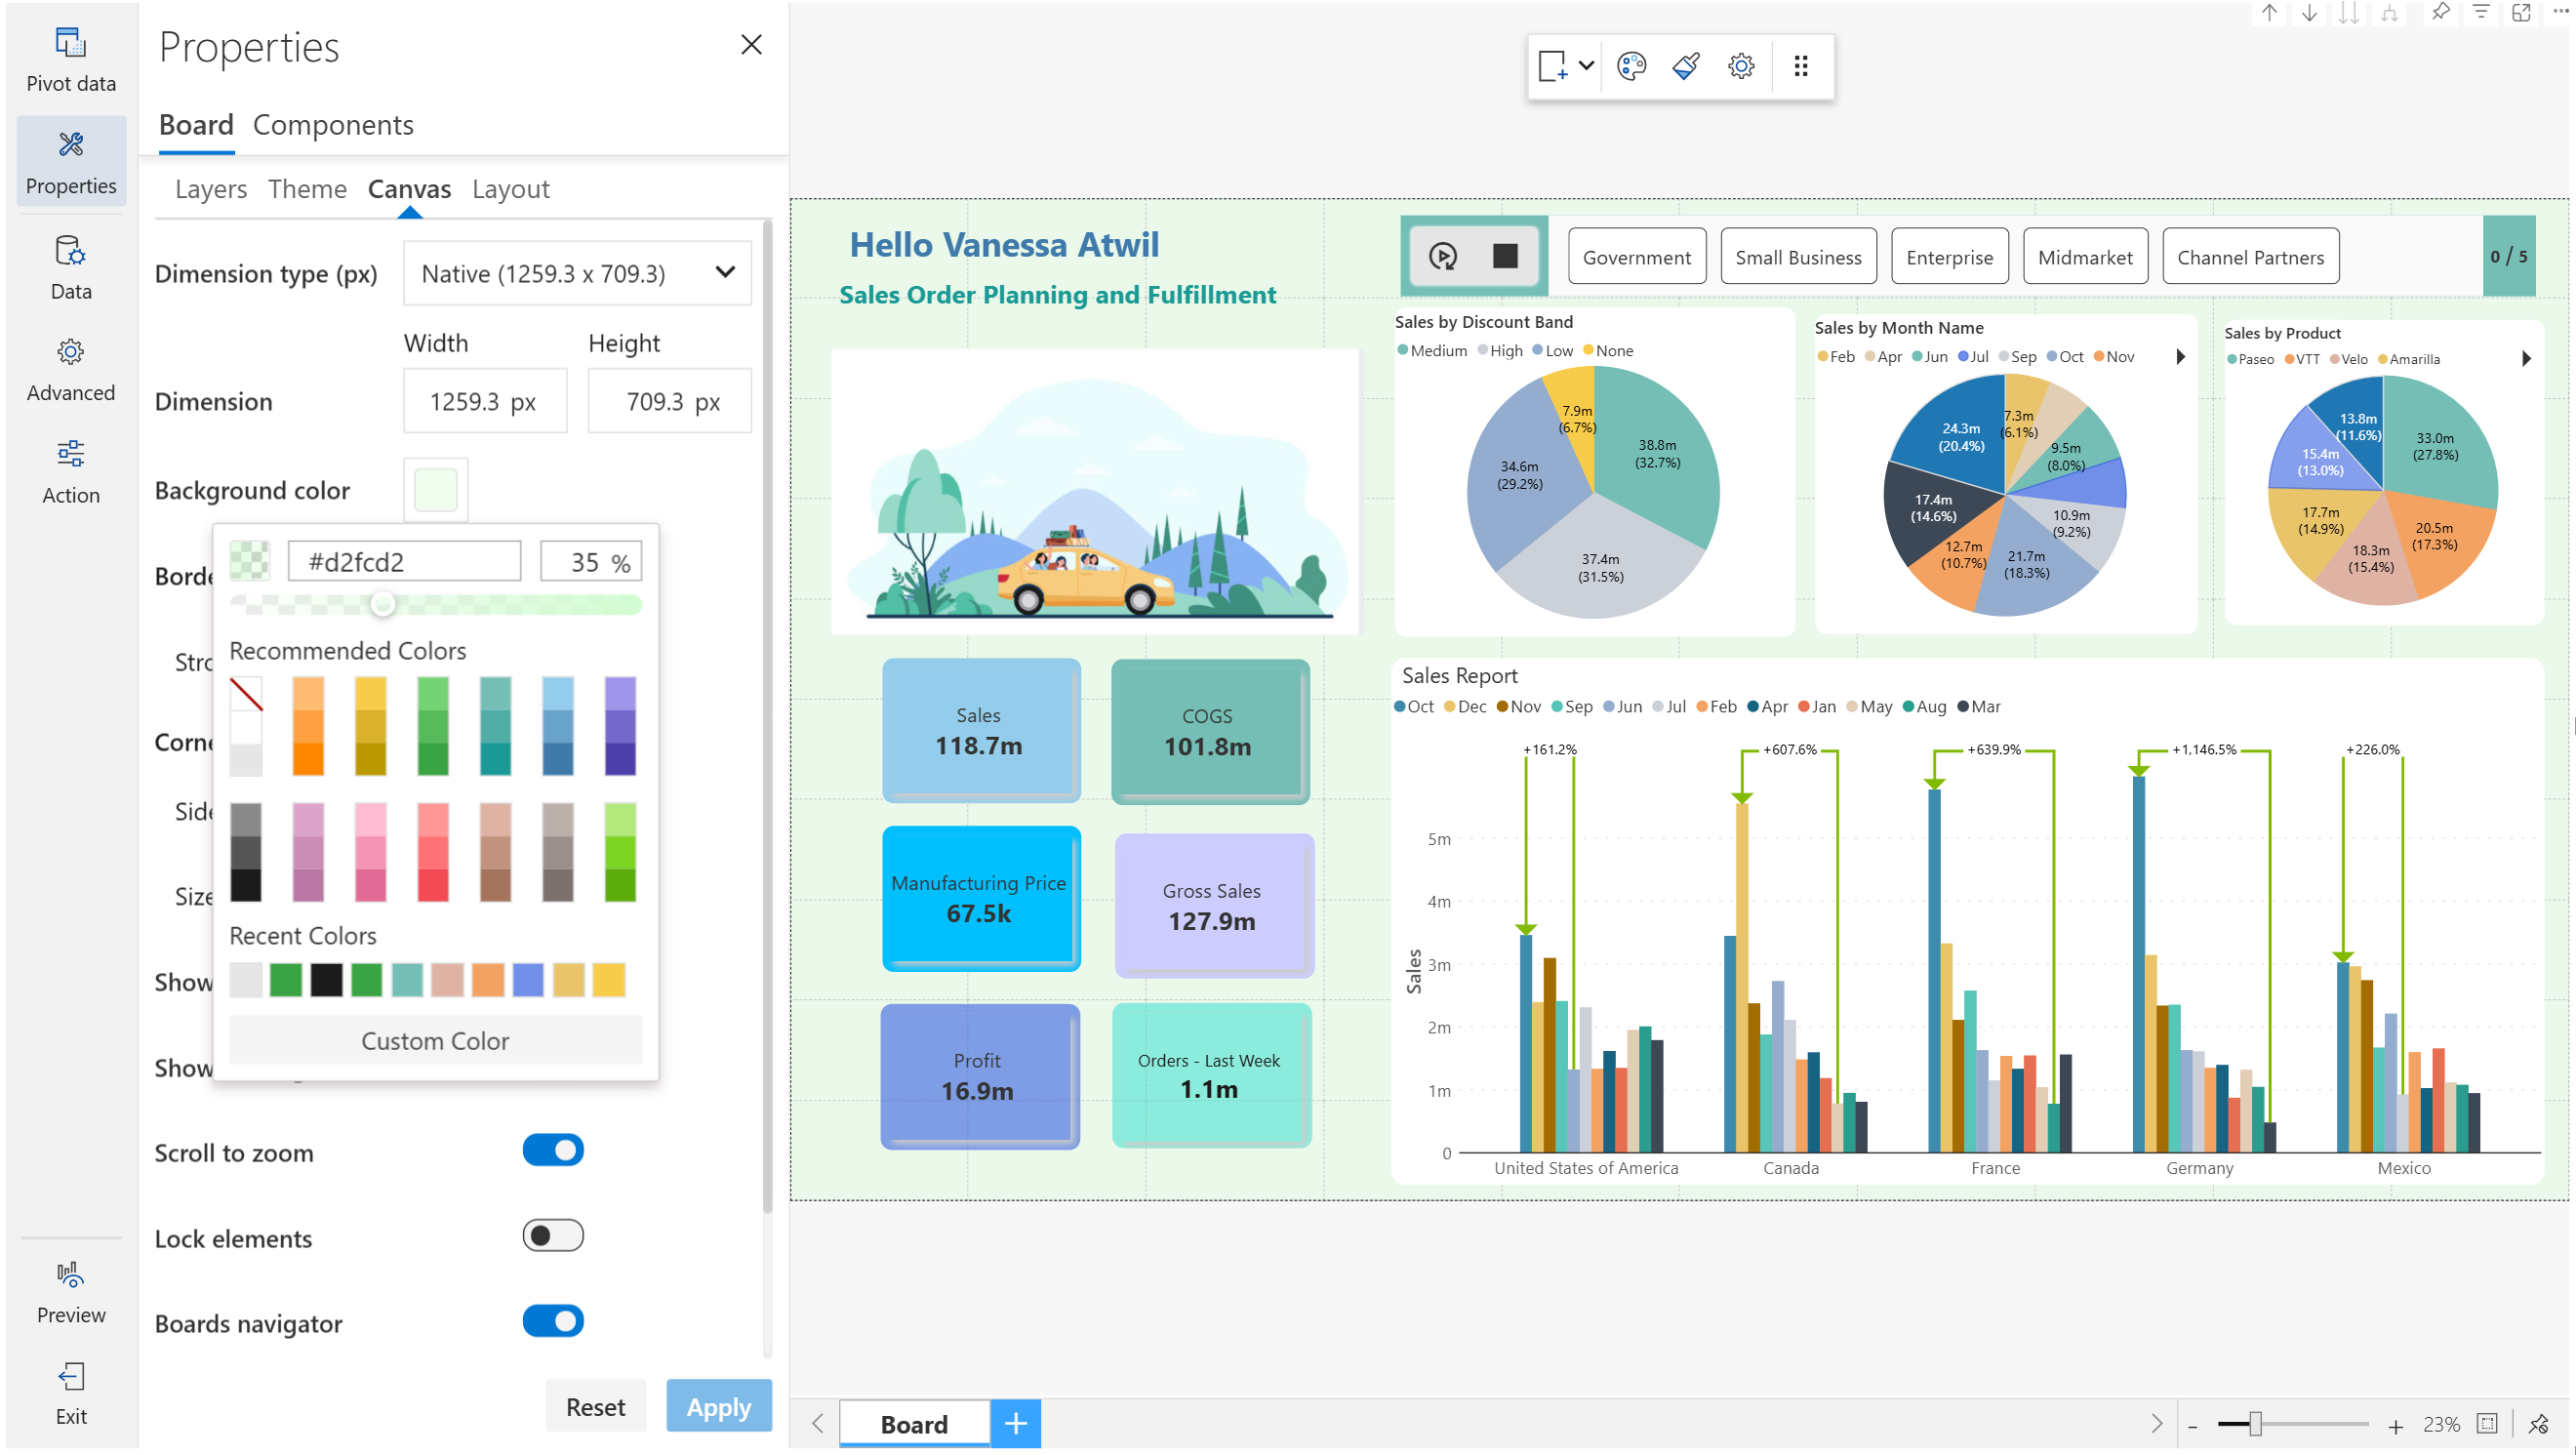 Pivot data
Properties
Data
Advanced
Action
Preview
Exit
Properties
Board Components
Layers Theme Canvas Layout
Dimension type (px) Native (1259.3 x 709.3)
Width Height
Dimension 1259.3 px 709.3 px
Background color
#d2fcd2 35 %
Borde
Recommended Colors
Stro
Corne
Side
Size
Recent Colors
Show
Custom Color
Show
Scroll to zoom
Lock elements
Boards navigator
Reset Apply
Hello Vanessa Atwil
Sales Order Planning and Fulfillment
Government Small Business Enterprise Midmarket Channel Partners 0 / 5
Sales by Discount Band
Medium High Low None
7.9m
(6.7%)
38.8m
(32.7%)
34.6m
(29.2%)
37.4m
(31.5%)
Sales by Month Name
Feb Apr Jun Jul Sep Oct Nov
7.3m
(6.1%)
24.3m
(20.4%)
9.5m
(8.0%)
17.4m
(14.6%)
10.9m
(9.2%)
12.7m
(10.7%)
21.7m
(18.3%)
Sales by Product
Paseo VTT Velo Amarilla
13.8m
(11.6%)
33.0m
(27.8%)
15.4m
(13.0%)
17.7m
(14.9%)
20.5m
(17.3%)
18.3m
(15.4%)
Sales
118.7m
COGS
101.8m
Manufacturing Price
67.5k
Gross Sales
127.9m
Profit
16.9m
Orders - Last Week
1.1m
Sales Report
Oct Dec Nov Sep Jun Jul Feb Apr Jan May Aug Mar
+161.2% +607.6% +639.9% +1,146.5% +226.0%
5m
4m
3m
2m
1m
0
Sales
United States of America Canada France Germany Mexico
Board + - + 23%